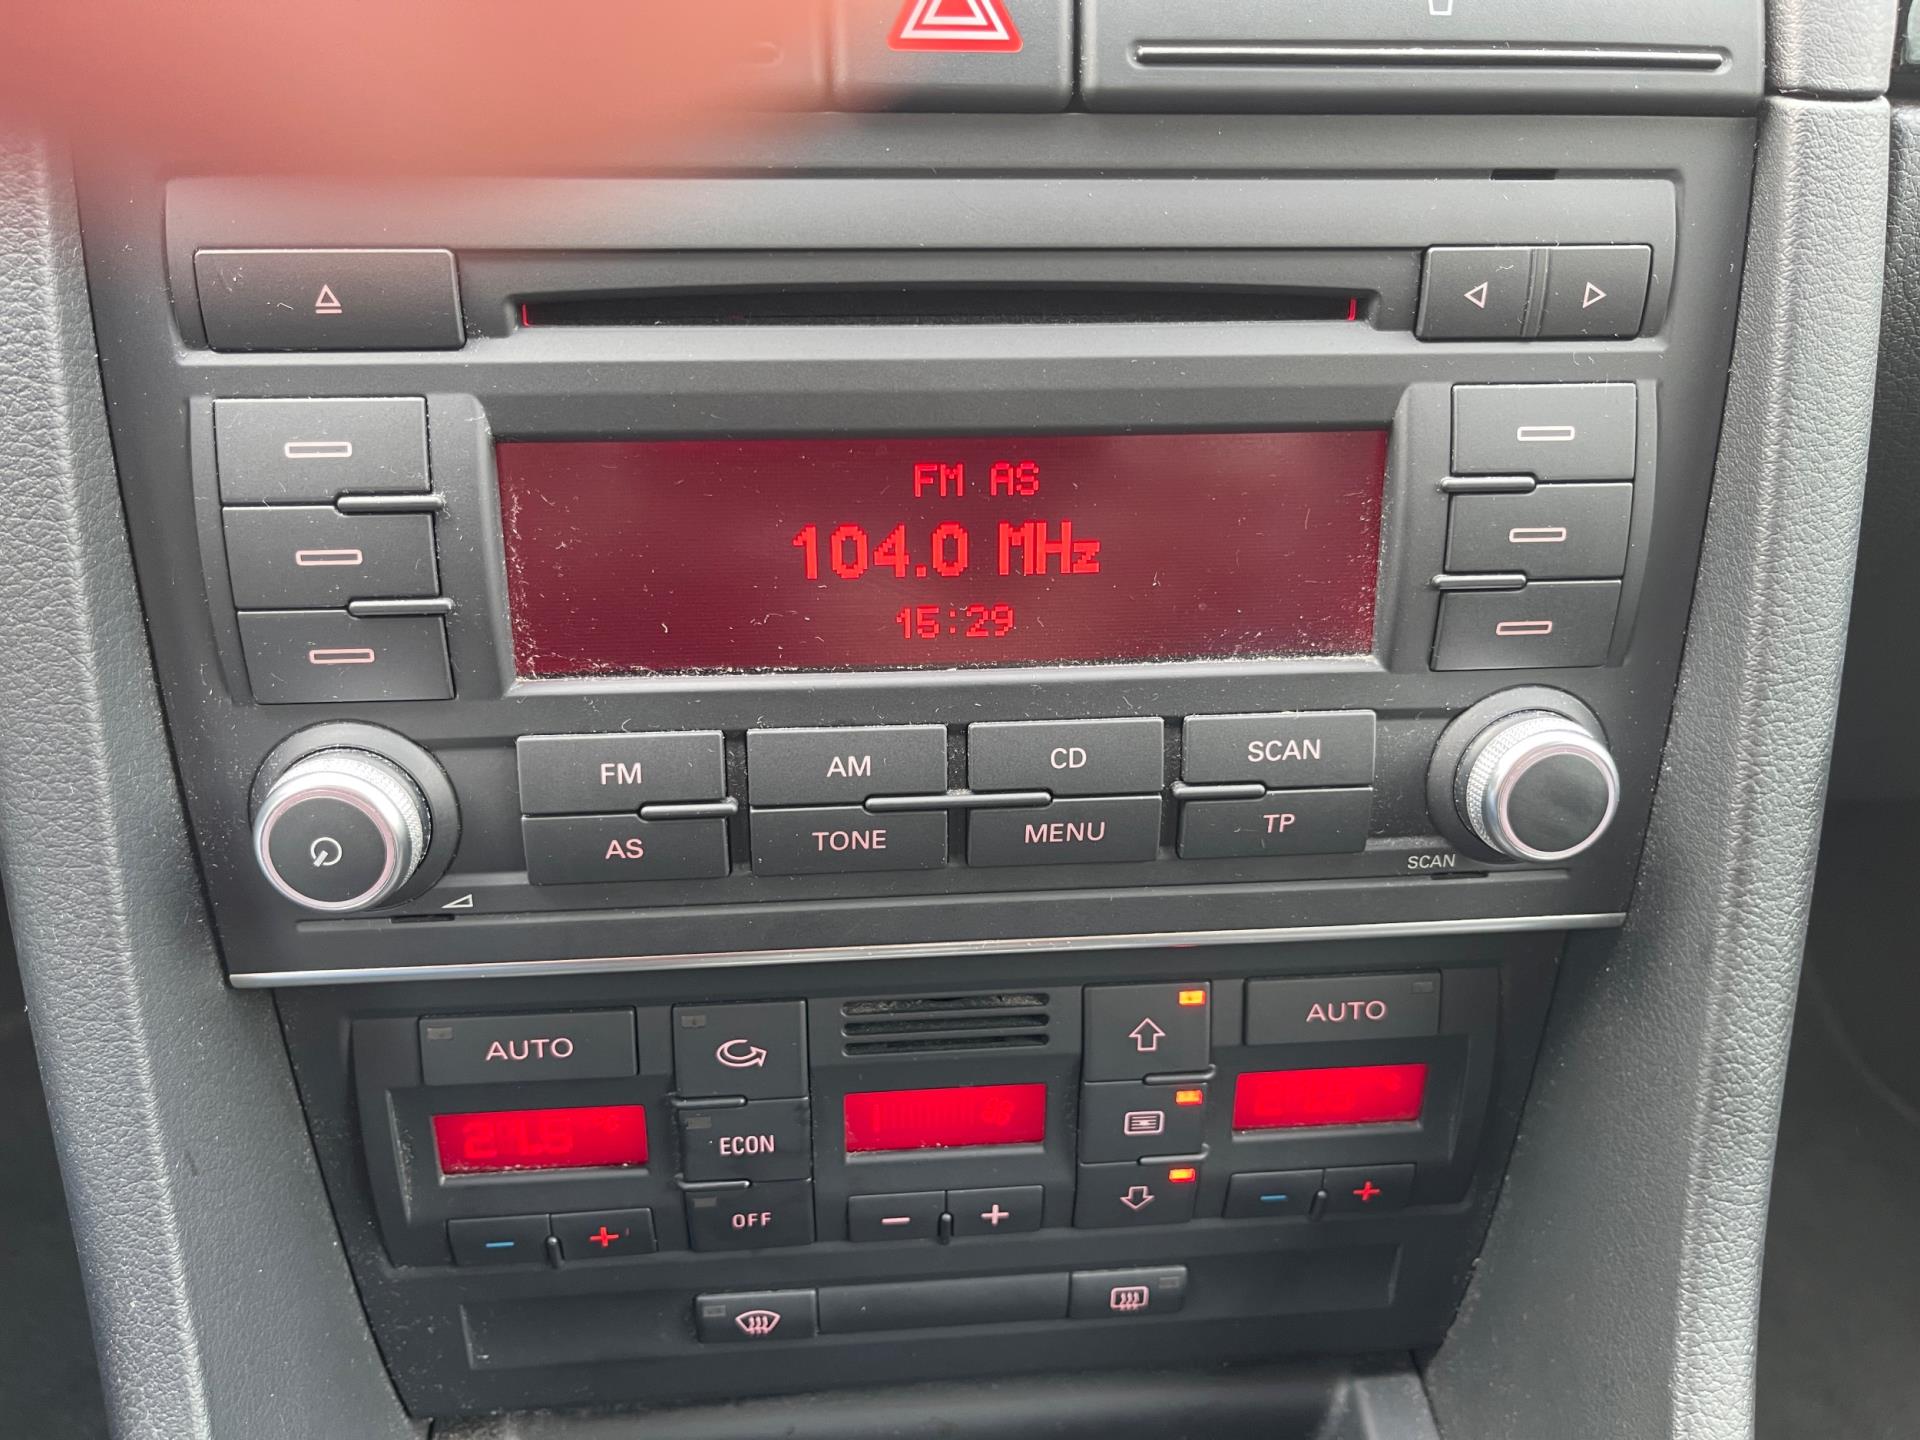 FM AS
104.0 MHz
15:29
FM
AM
CD
SCAN
AS
TONE
MENU
TP
SCAN
AUTO
AUTO
ECON
OFF